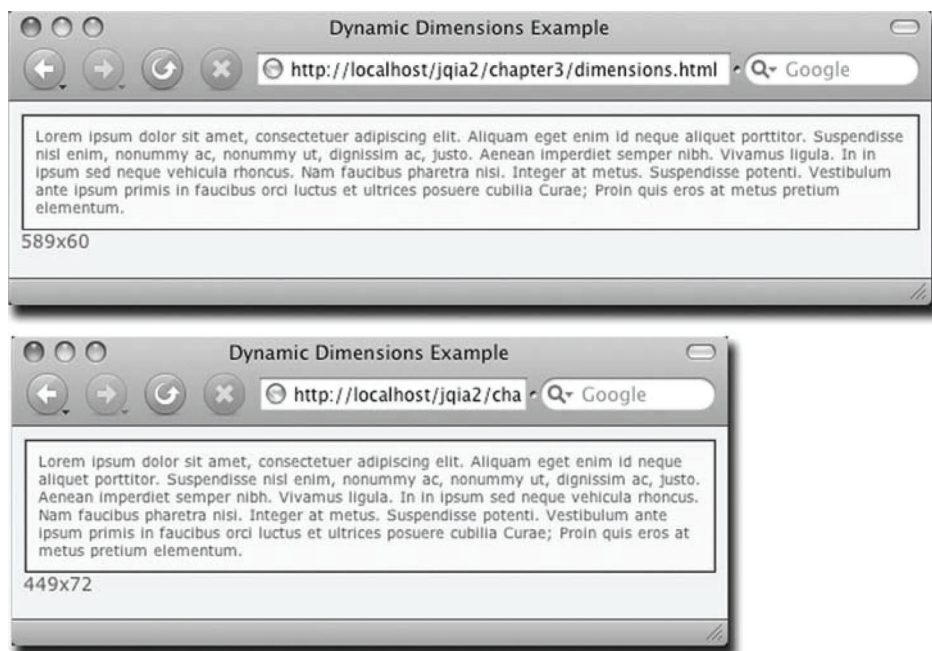 Dynamic Dimensions Example
http://localhost/jqia2/chapter3/dimensions.html
Google
Lorem ipsum dolor sit amet, consectetuer adipiscing elit. Aliquam eget enim id neque aliquet porttitor. Suspendisse
nisl enim, nonummy ac, nonummy ut, dignissim ac, justo. Aenean imperdiet semper nibh. Vivamus ligula. In in
ipsum sed neque vehicula rhoncus. Nam faucibus pharetra nisi. Integer at metus. Suspendisse potenti. Vestibulum
ante ipsum primis in faucibus orci luctus et ultrices posuere cubilia Curae; Proin quis eros at metus pretium
elementum.
589x60
Dynamic Dimensions Example
http://localhost/jqia2/cha
Google
Lorem ipsum dolor sit amet, consectetuer adipiscing elit. Aliquam eget enim id neque
aliquet porttitor. Suspendisse nisl enim, nonummy ac, nonummy ut, dignissim ac, justo.
Aenean imperdiet semper nibh. Vivamus ligula. In in ipsum sed neque vehicula rhoncus.
Nam faucibus pharetra nisi. Integer at metus. Suspendisse potenti. Vestibulum ante
ipsum primis in faucibus orci luctus et ultrices posuere cubilia Curae; Proin quis eros at
metus pretium elementum.
449x72